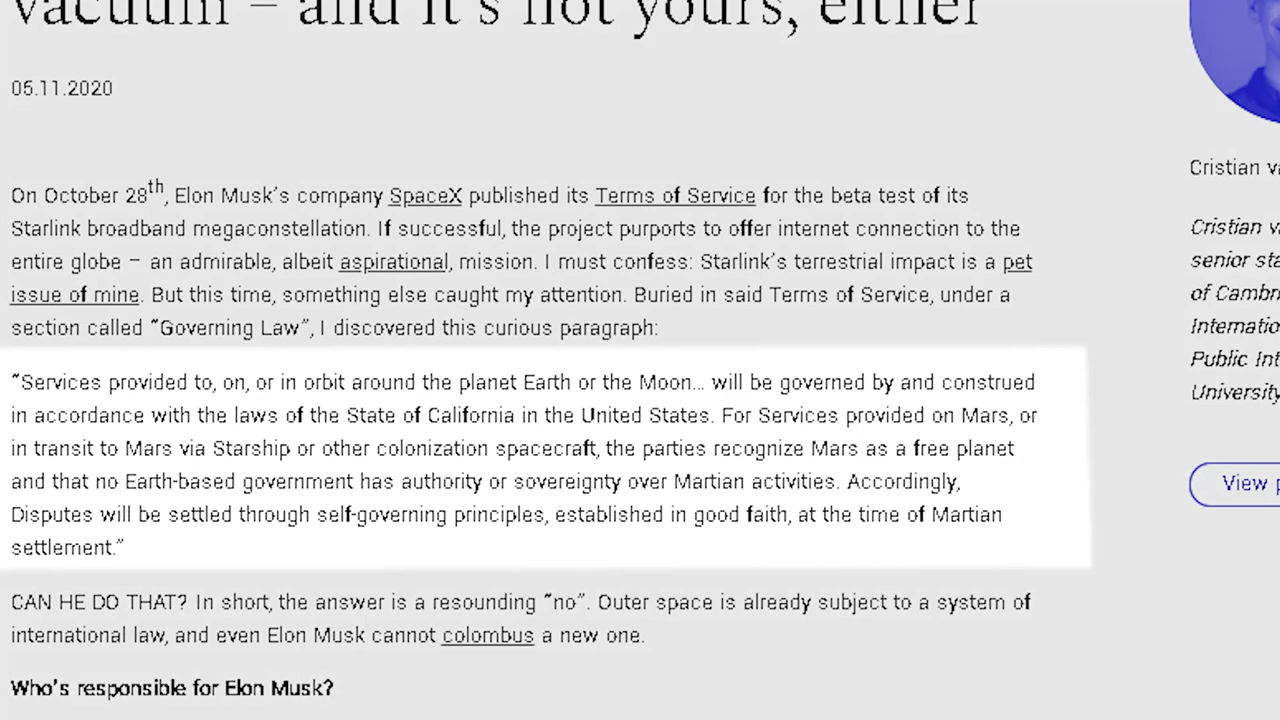 vacuum – and it's not yours, either
05.11.2020
On October 28th, Elon Musk's company SpaceX published its Terms of Service for the beta test of its
Starlink broadband megaconstellation. If successful, the project purports to offer internet connection to the
entire globe – an admirable, albeit aspirational, mission. I must confess: Starlink's terrestrial impact is a pet
issue of mine. But this time, something else caught my attention. Buried in said Terms of Service, under a
section called "Governing Law", I discovered this curious paragraph:
"Services provided to, on, or in orbit around the planet Earth or the Moon... will be governed by and construed
in accordance with the laws of the State of California in the United States. For Services provided on Mars, or
in transit to Mars via Starship or other colonization spacecraft, the parties recognize Mars as a free planet
and that no Earth-based government has authority or sovereignty over Martian activities. Accordingly,
Disputes will be settled through self-governing principles, established in good faith, at the time of Martian
settlement."
CAN HE DO THAT? In short, the answer is a resounding "no". Outer space is already subject to a system of
international law, and even Elon Musk cannot colombus a new one.
Who's responsible for Elon Musk?
Cristian
Cristian
senior
of
Public
University
View